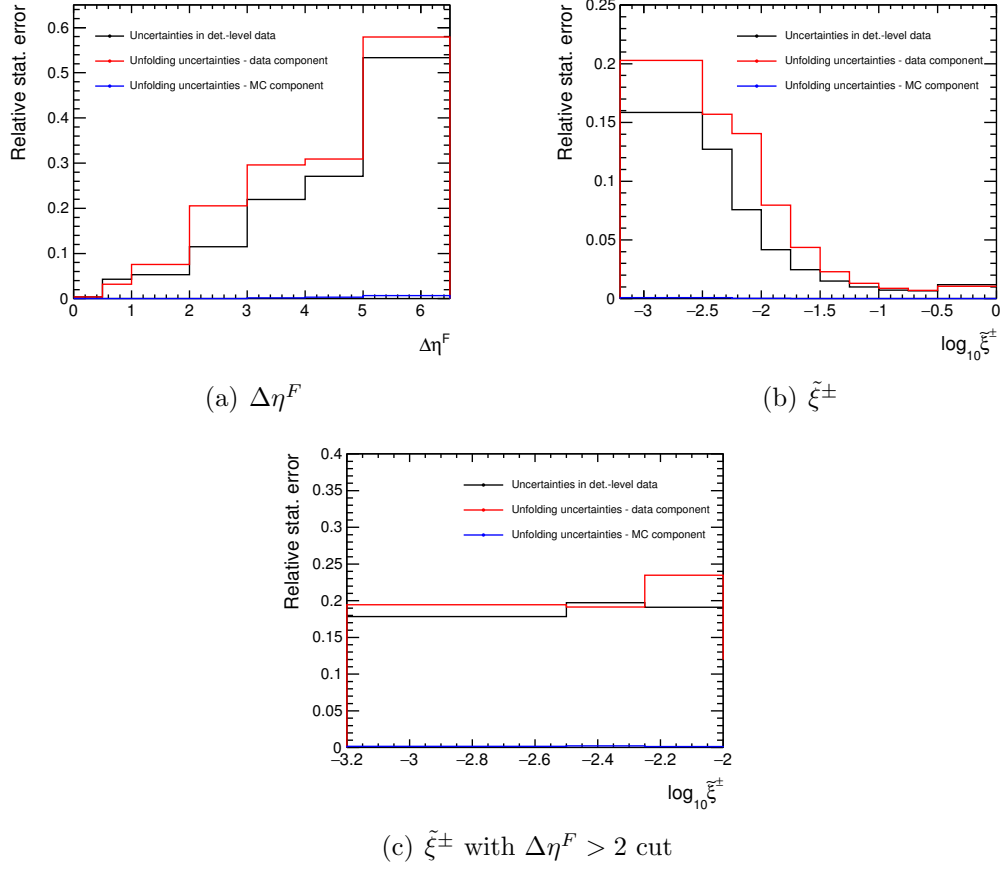 Relative stat. error
0.6
0.5
0.4
0.3
0.2
0.1
0
Uncertainties in det.-level data
Unfolding uncertainties - data component
Unfolding uncertainties - MC component
0 1 2 3 4 5 6
Δη^F
(a) Δη^F
Relative stat. error
0.25
0.2
0.15
0.1
0.05
0
Uncertainties in det.-level data
Unfolding uncertainties - data component
Unfolding uncertainties - MC component
−3 −2.5 −2 −1.5 −1 −0.5 0
log₁₀ξ̃^±
(b) ξ̃^±
Relative stat. error
0.4
0.35
0.3
0.25
0.2
0.15
0.1
0.05
0
Uncertainties in det.-level data
Unfolding uncertainties - data component
Unfolding uncertainties - MC component
−3.2 −3 −2.8 −2.6 −2.4 −2.2 −2
log₁₀ξ̃^±
(c) ξ̃^± with Δη^F > 2 cut